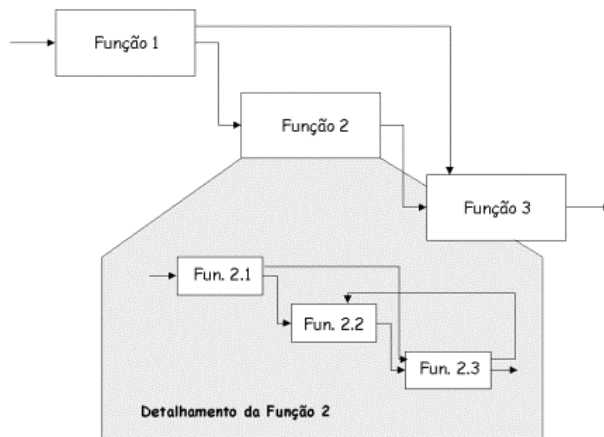 Função 1
Função 2
Função 3
Fun. 2.1
Fun. 2.2
Fun. 2.3
Detalhamento da Função 2